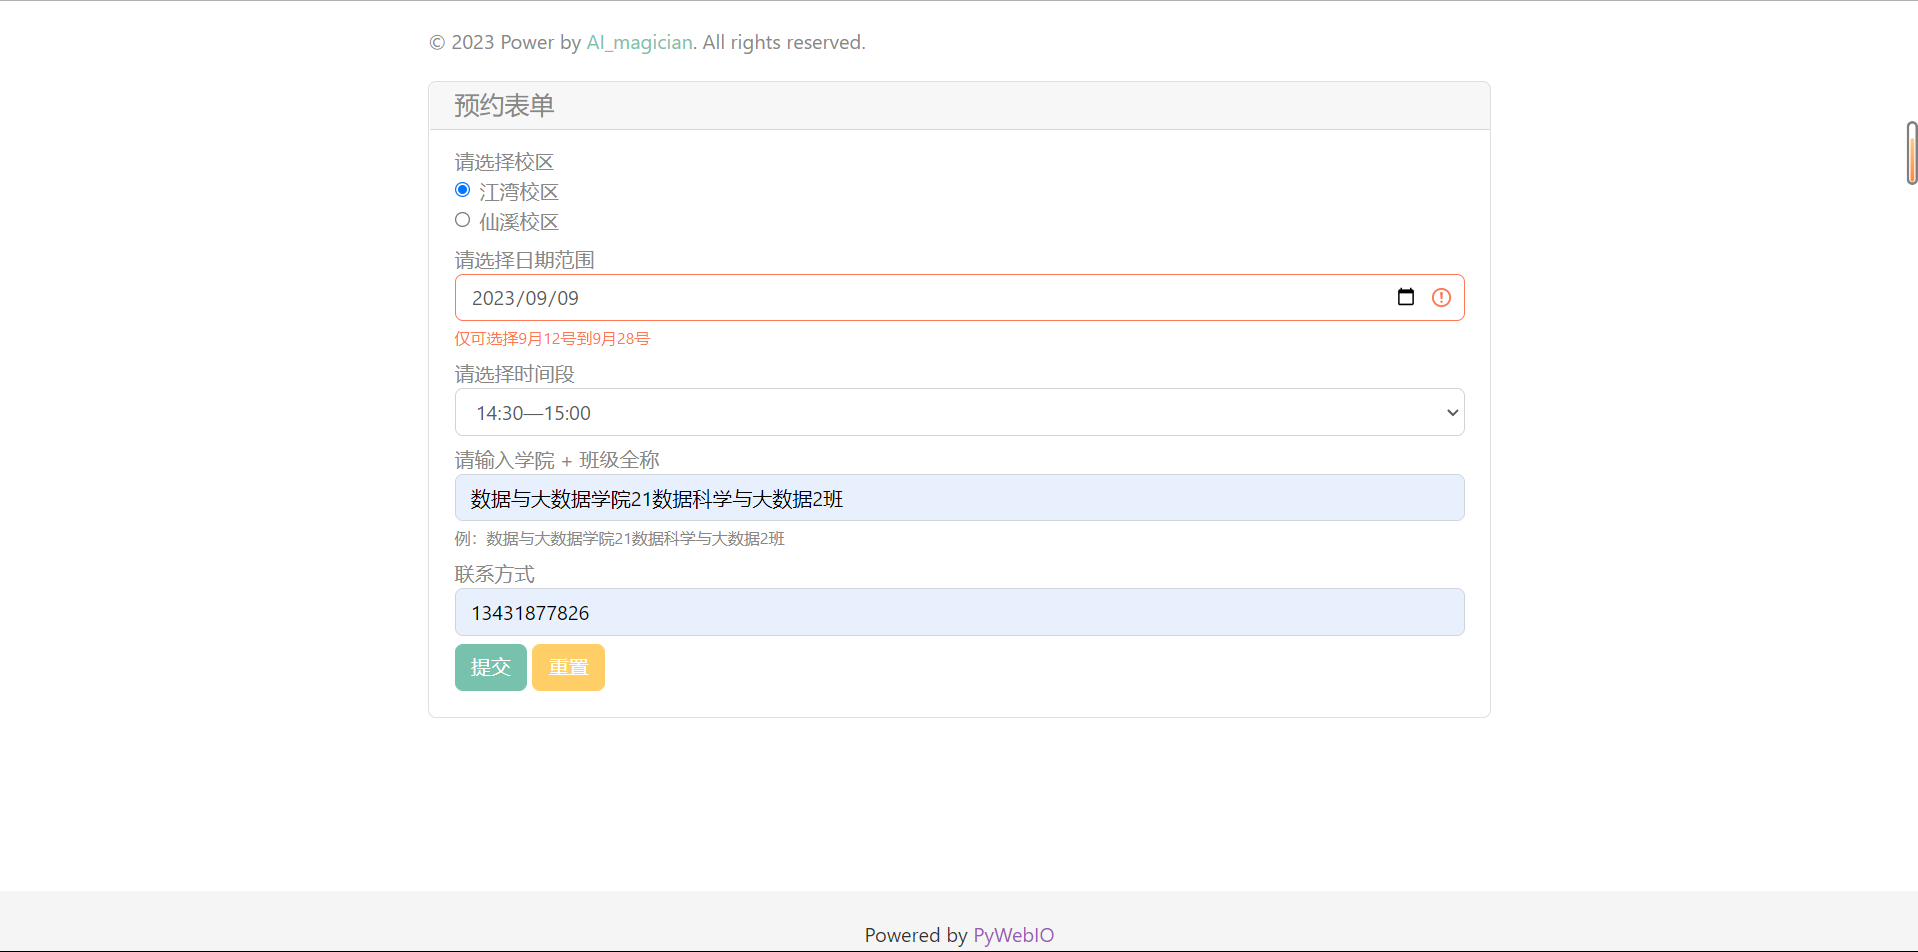 © 2023 Power by AI_magician. All rights reserved.
预约表单
请选择校区
江湾校区
仙溪校区
请选择日期范围
2023/09/09
仅可选择9月12号到9月28号
请选择时间段
14:30—15:00
请输入学院 + 班级全称
数据与大数据学院21数据科学与大数据2班
例：数据与大数据学院21数据科学与大数据2班
联系方式
13431877826
提交 重置
Powered by PyWebIO